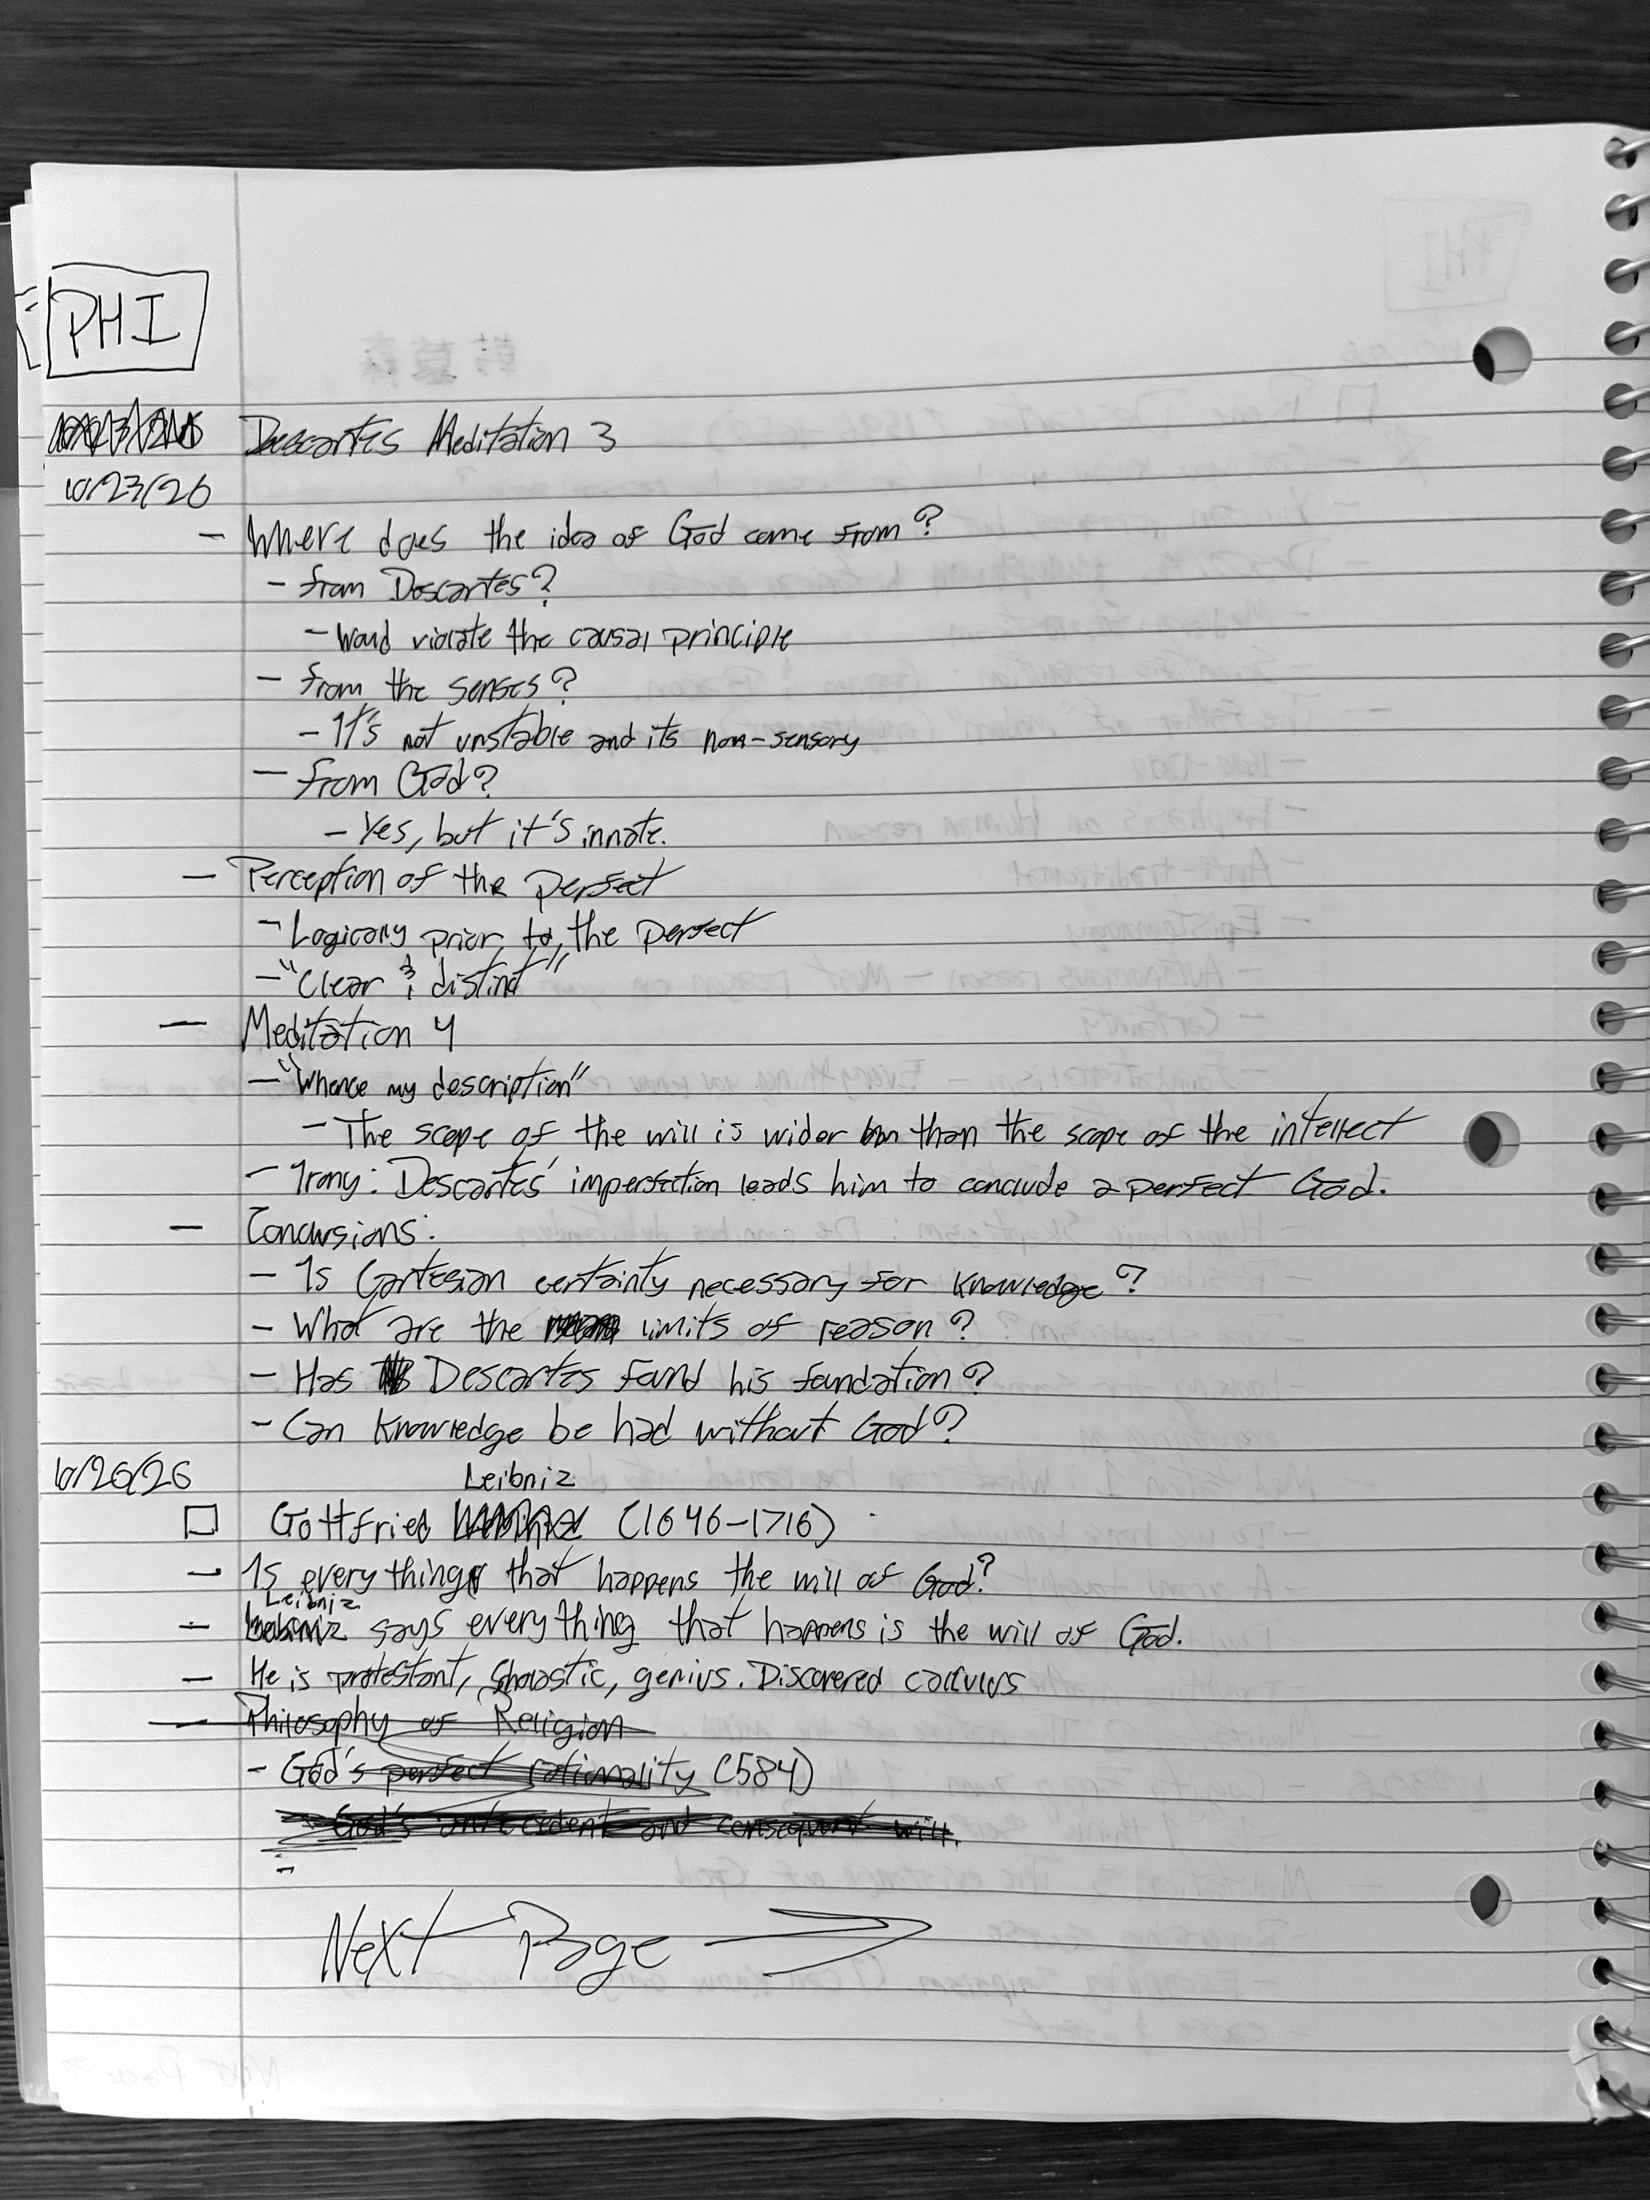 PHI
Descartes Meditation 3
10/23/26
- Where does the idea of God come from?
- from Descartes?
- Would violate the causal principle
- from the senses?
- It's not unstable and its non-sensory
- from God?
- Yes, but it's innate.
- Perception of the perfect
- Logically prior to, the perfect
- "Clear & distinct"
- Meditation 4
- "Whence my description"
- The scope of the will is wider than the scope of the intellect
- Irony: Descartes' imperfection leads him to conclude a perfect God.
- Conclusions:
- Is Cartesian certainty necessary for knowledge?
- What are the limits of reason?
- Has Descartes found his foundation?
- Can knowledge be had without God?
10/26/26
Leibniz
□ Gottfried (1646-1716)
- Is everything that happens the will of God?
Leibniz
- says everything that happens is the will of God.
- He is protestant, genius. Discovered calculus
- Philosophy of Religion
- God's perfect rationality (584)
God's antecedent and consequent will.
-
Next Page →